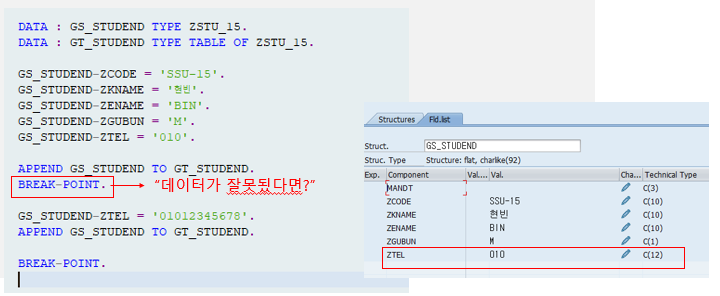 DATA : GS_STUDEND TYPE ZSTU_15.
DATA : GT_STUDEND TYPE TABLE OF ZSTU_15.
GS_STUDEND-ZCODE = 'SSU-15'.
GS_STUDEND-ZKNAME = '현빈'.
GS_STUDEND-ZENAME = 'BIN'.
GS_STUDEND-ZGUBUN = 'M'.
GS_STUDEND-ZTEL = '010'.
APPEND GS_STUDEND TO GT_STUDEND.
BREAK-POINT.
“데이터가 잘못됬다면?”
GS_STUDEND-ZTEL = '01012345678'.
APPEND GS_STUDEND TO GT_STUDEND.
BREAK-POINT.
Structures Fld.list
Struct. GS_STUDEND
Struc. Type Structure: flat, charlike(92)
Exp. Component Val.... Val. Cha... Technical Type
MANDT C(3)
ZCODE SSU-15 C(10)
ZKNAME 현빈 C(10)
ZENAME BIN C(10)
ZGUBUN M C(1)
ZTEL 010 C(12)